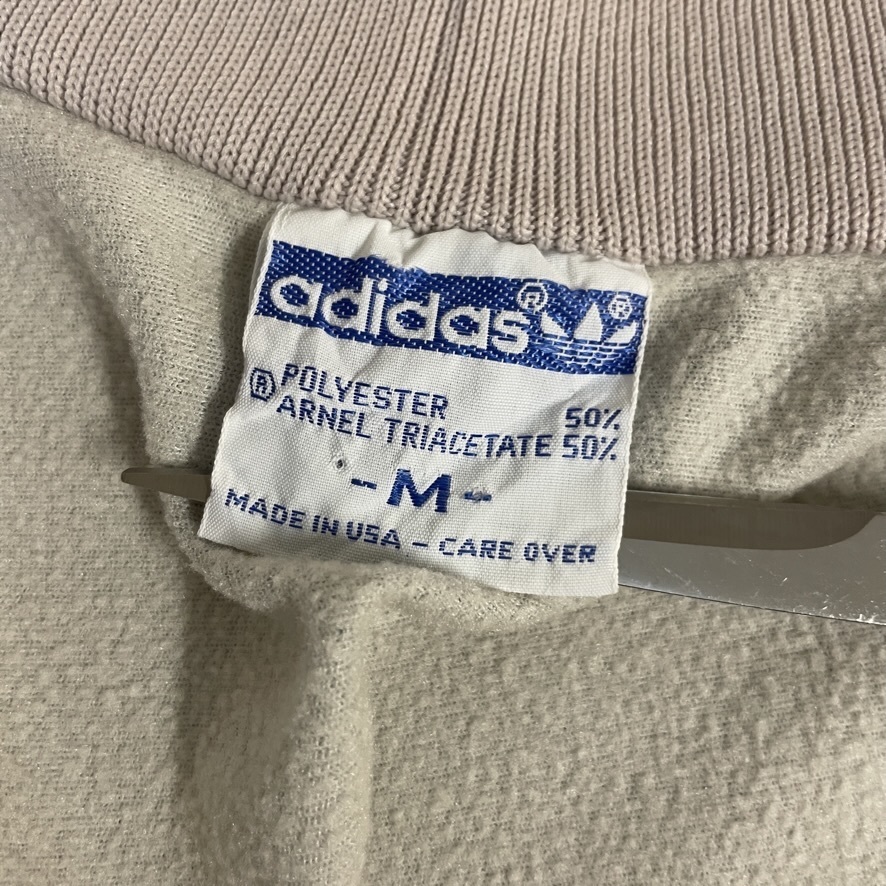 adidas® ®
POLYESTER 50%
® ARNEL TRIACETATE 50%
- M -
MADE IN USA - CARE OVER